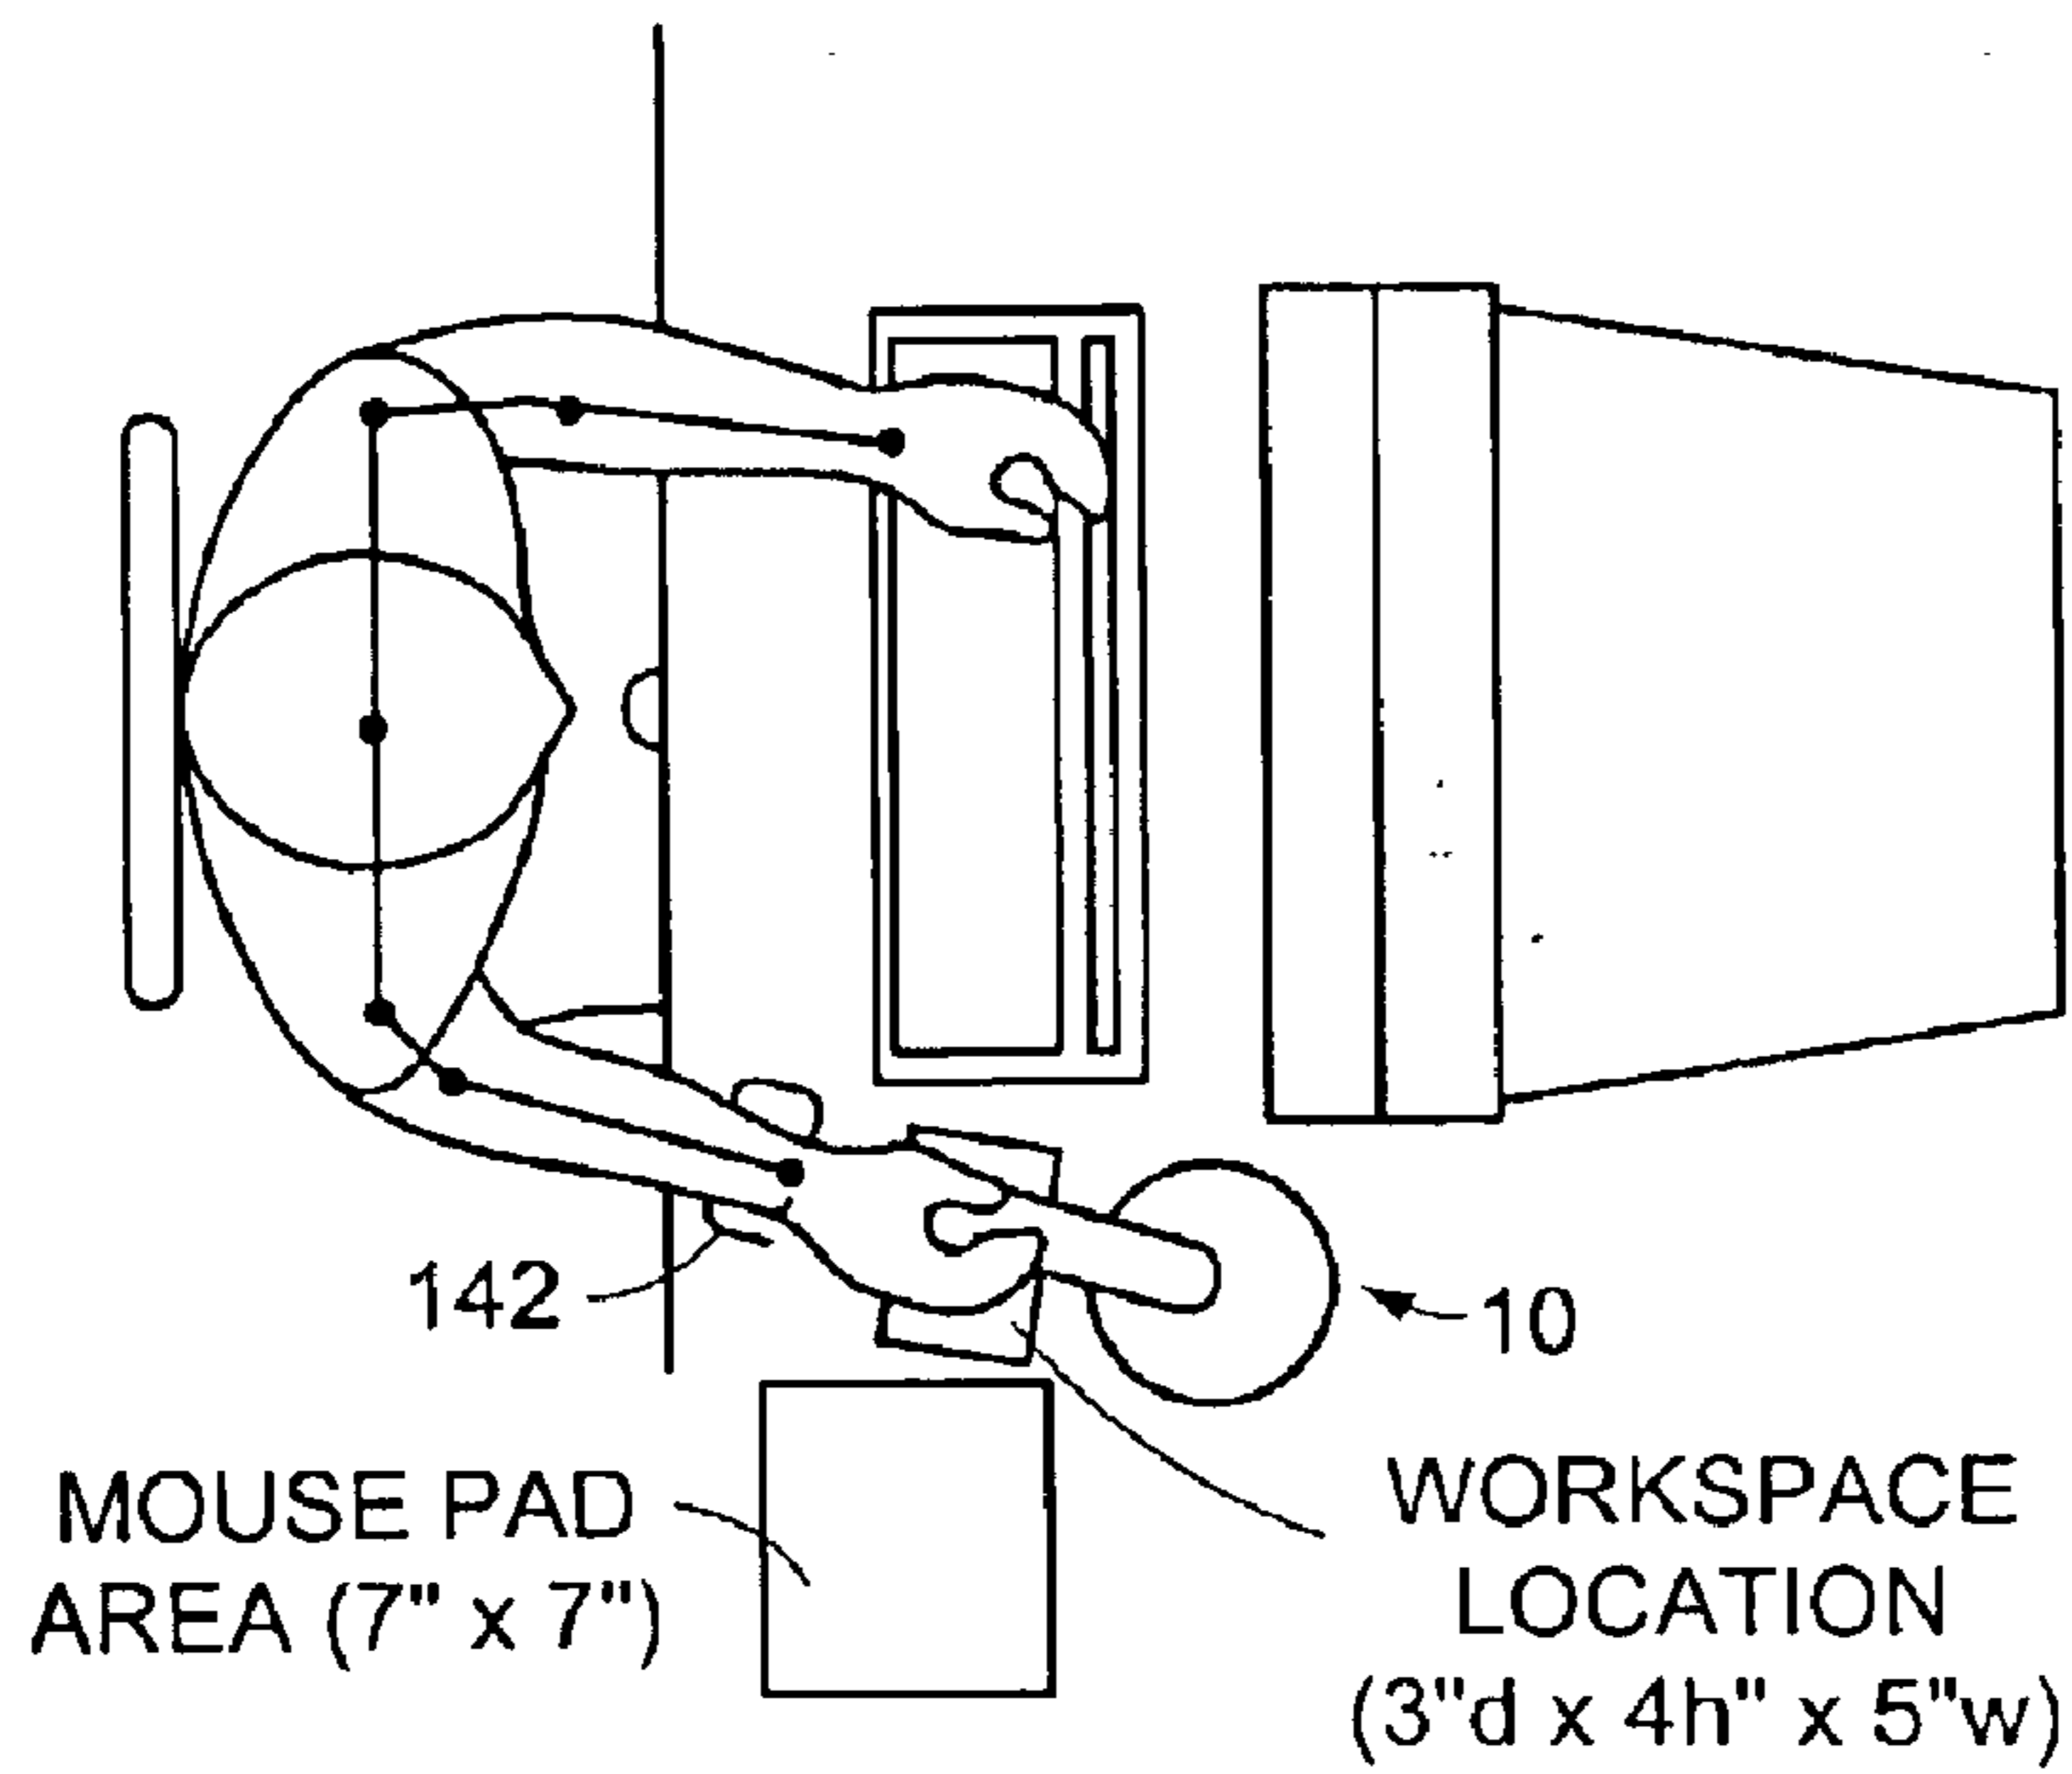 142
10
MOUSE PAD
AREA (7" x 7")
WORKSPACE
LOCATION
(3"d x 4h" x 5"w)